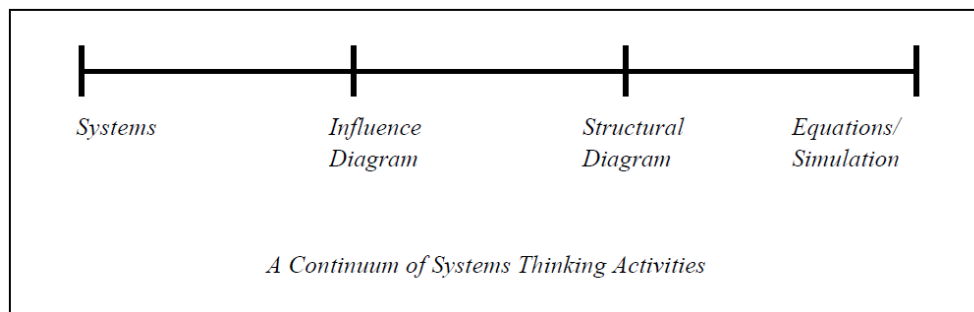 Systems
Influence
Diagram
Structural
Diagram
Equations/
Simulation
A Continuum of Systems Thinking Activities